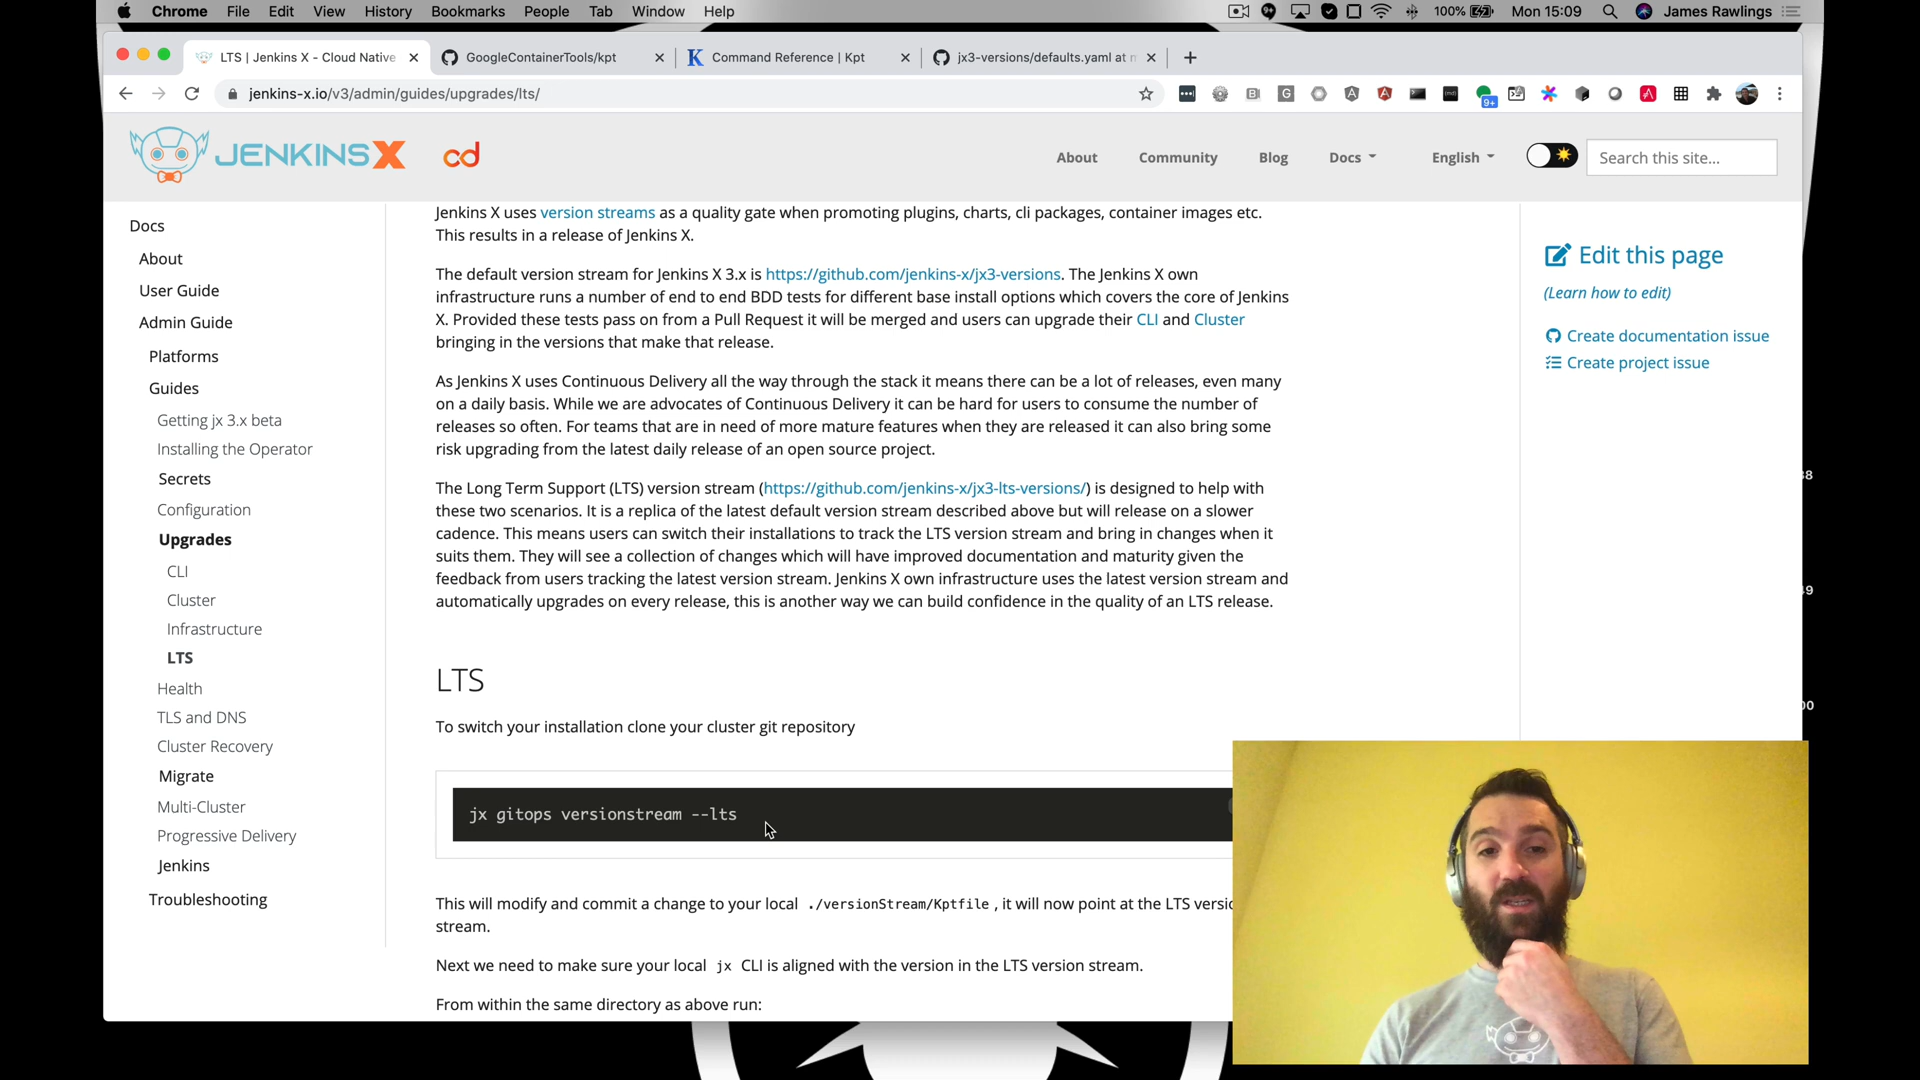 Chrome File Edit View History Bookmarks People Tab Window Help
100% Mon 15:09 James Rawlings
LTS | Jenkins X - Cloud Native
GoogleContainerTools/kpt
Command Reference | Kpt
jx3-versions/defaults.yaml at m
jenkins-x.io/v3/admin/guides/upgrades/lts/
9+
JENKINS X
cd
About Community Blog Docs English
Search this site...
Docs
About
User Guide
Admin Guide
Platforms
Guides
Getting jx 3.x beta
Installing the Operator
Secrets
Configuration
Upgrades
CLI
Cluster
Infrastructure
LTS
Health
TLS and DNS
Cluster Recovery
Migrate
Multi-Cluster
Progressive Delivery
Jenkins
Troubleshooting
Jenkins X uses version streams as a quality gate when promoting plugins, charts, cli packages, container images etc.
This results in a release of Jenkins X.
The default version stream for Jenkins X 3.x is https://github.com/jenkins-x/jx3-versions. The Jenkins X own
infrastructure runs a number of end to end BDD tests for different base install options which covers the core of Jenkins
X. Provided these tests pass on from a Pull Request it will be merged and users can upgrade their CLI and Cluster
bringing in the versions that make that release.
As Jenkins X uses Continuous Delivery all the way through the stack it means there can be a lot of releases, even many
on a daily basis. While we are advocates of Continuous Delivery it can be hard for users to consume the number of
releases so often. For teams that are in need of more mature features when they are released it can also bring some
risk upgrading from the latest daily release of an open source project.
The Long Term Support (LTS) version stream (https://github.com/jenkins-x/jx3-lts-versions/) is designed to help with
these two scenarios. It is a replica of the latest default version stream described above but will release on a slower
cadence. This means users can switch their installations to track the LTS version stream and bring in changes when it
suits them. They will see a collection of changes which will have improved documentation and maturity given the
feedback from users tracking the latest version stream. Jenkins X own infrastructure uses the latest version stream and
automatically upgrades on every release, this is another way we can build confidence in the quality of an LTS release.
LTS
To switch your installation clone your cluster git repository
jx gitops versionstream --lts
This will modify and commit a change to your local ./versionStream/Kptfile , it will now point at the LTS versio
stream.
Next we need to make sure your local jx CLI is aligned with the version in the LTS version stream.
From within the same directory as above run:
Edit this page
(Learn how to edit)
Create documentation issue
Create project issue